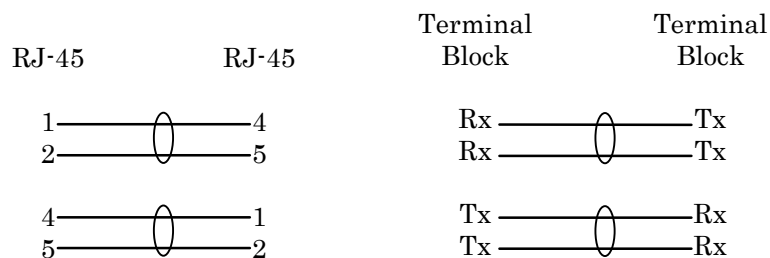 RJ-45 RJ-45
1 4
2 5
4 1
5 2
Terminal Block Terminal Block
Rx Tx
Rx Tx
Tx Rx
Tx Rx